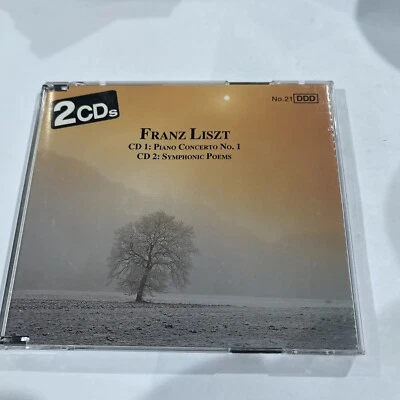 2CDs
No.21 DDD
FRANZ LISZT
CD 1: PIANO CONCERTO NO. 1
CD 2: SYMPHONIC POEMS